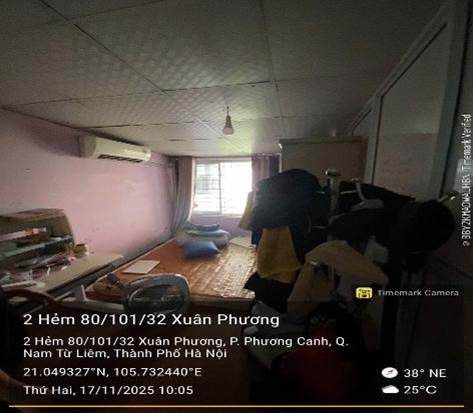 Timemark Camera
2 Hẻm 80/101/32 Xuân Phương
2 Hẻm 80/101/32 Xuân Phương, P. Phương Canh, Q.
Nam Từ Liêm, Thành Phố Hà Nội
21.049327°N, 105.732440°E
38° NE
Thứ Hai, 17/11/2025 10:05
25°C
Timemark Verified